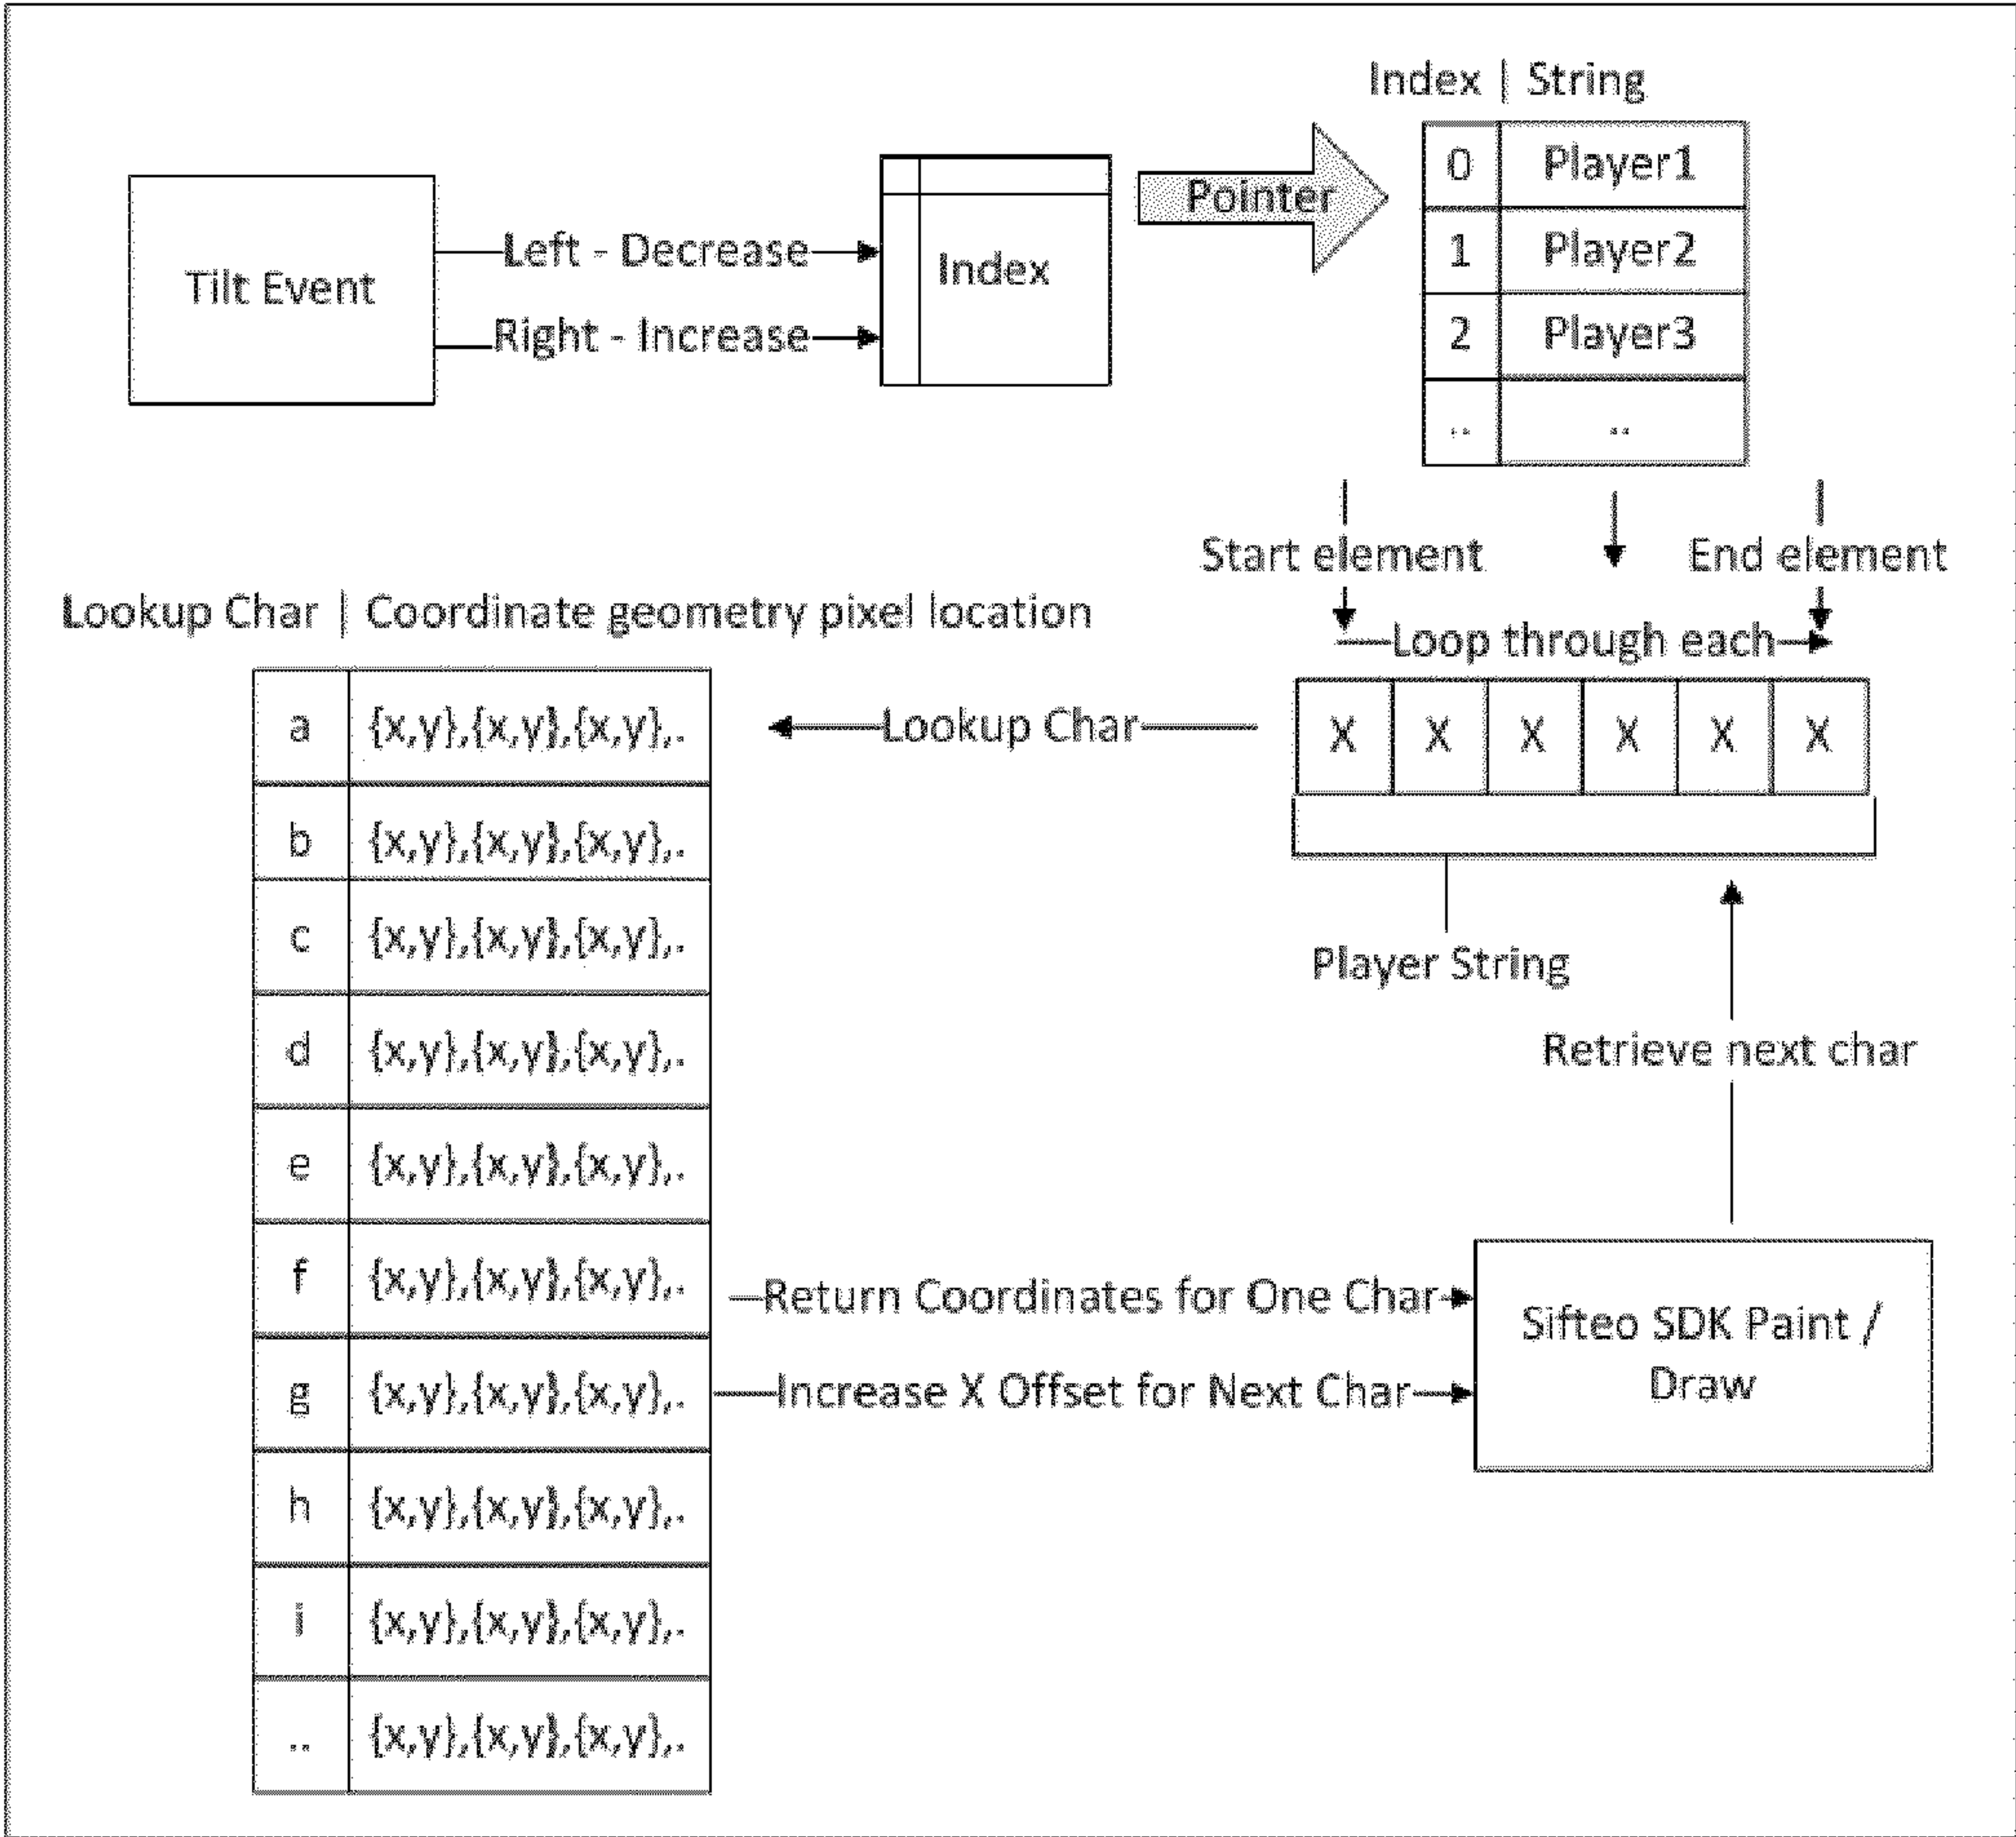 Index | String
0 Player1
1 Player2
2 Player3
.. ..
Tilt Event
Left - Decrease
Right - Increase
Index
Pointer
Start element
End element
Loop through each
X X X X X X
Player String
Lookup Char
Lookup Char | Coordinate geometry pixel location
a {x,y},{x,y},{x,y},.
b {x,y},{x,y},{x,y},.
c {x,y},{x,y},{x,y},.
d {x,y},{x,y},{x,y},.
e {x,y},{x,y},{x,y},.
f {x,y},{x,y},{x,y},.
g {x,y},{x,y},{x,y},.
h {x,y},{x,y},{x,y},.
i {x,y},{x,y},{x,y},.
.. {x,y},{x,y},{x,y},.
Retrieve next char
Return Coordinates for One Char
Increase X Offset for Next Char
Sifteo SDK Paint /
Draw